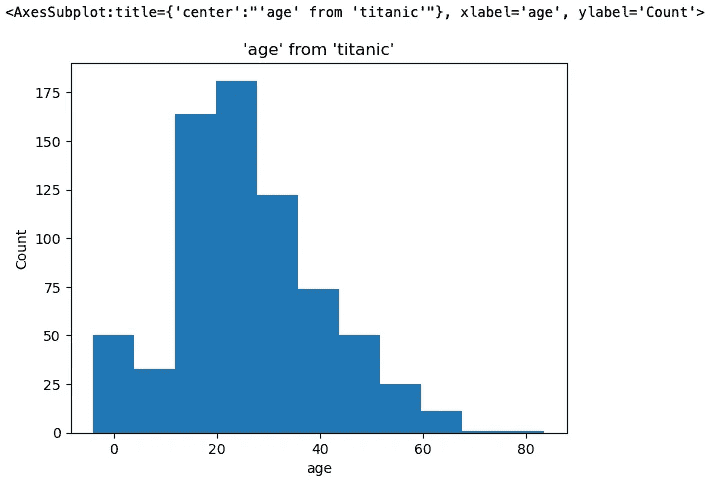 <AxesSubplot:title={'center':"'age' from 'titanic'"}, xlabel='age', ylabel='Count'>
'age' from 'titanic'
175
150
125
100
75
50
25
0
Count
0 20 40 60 80
age